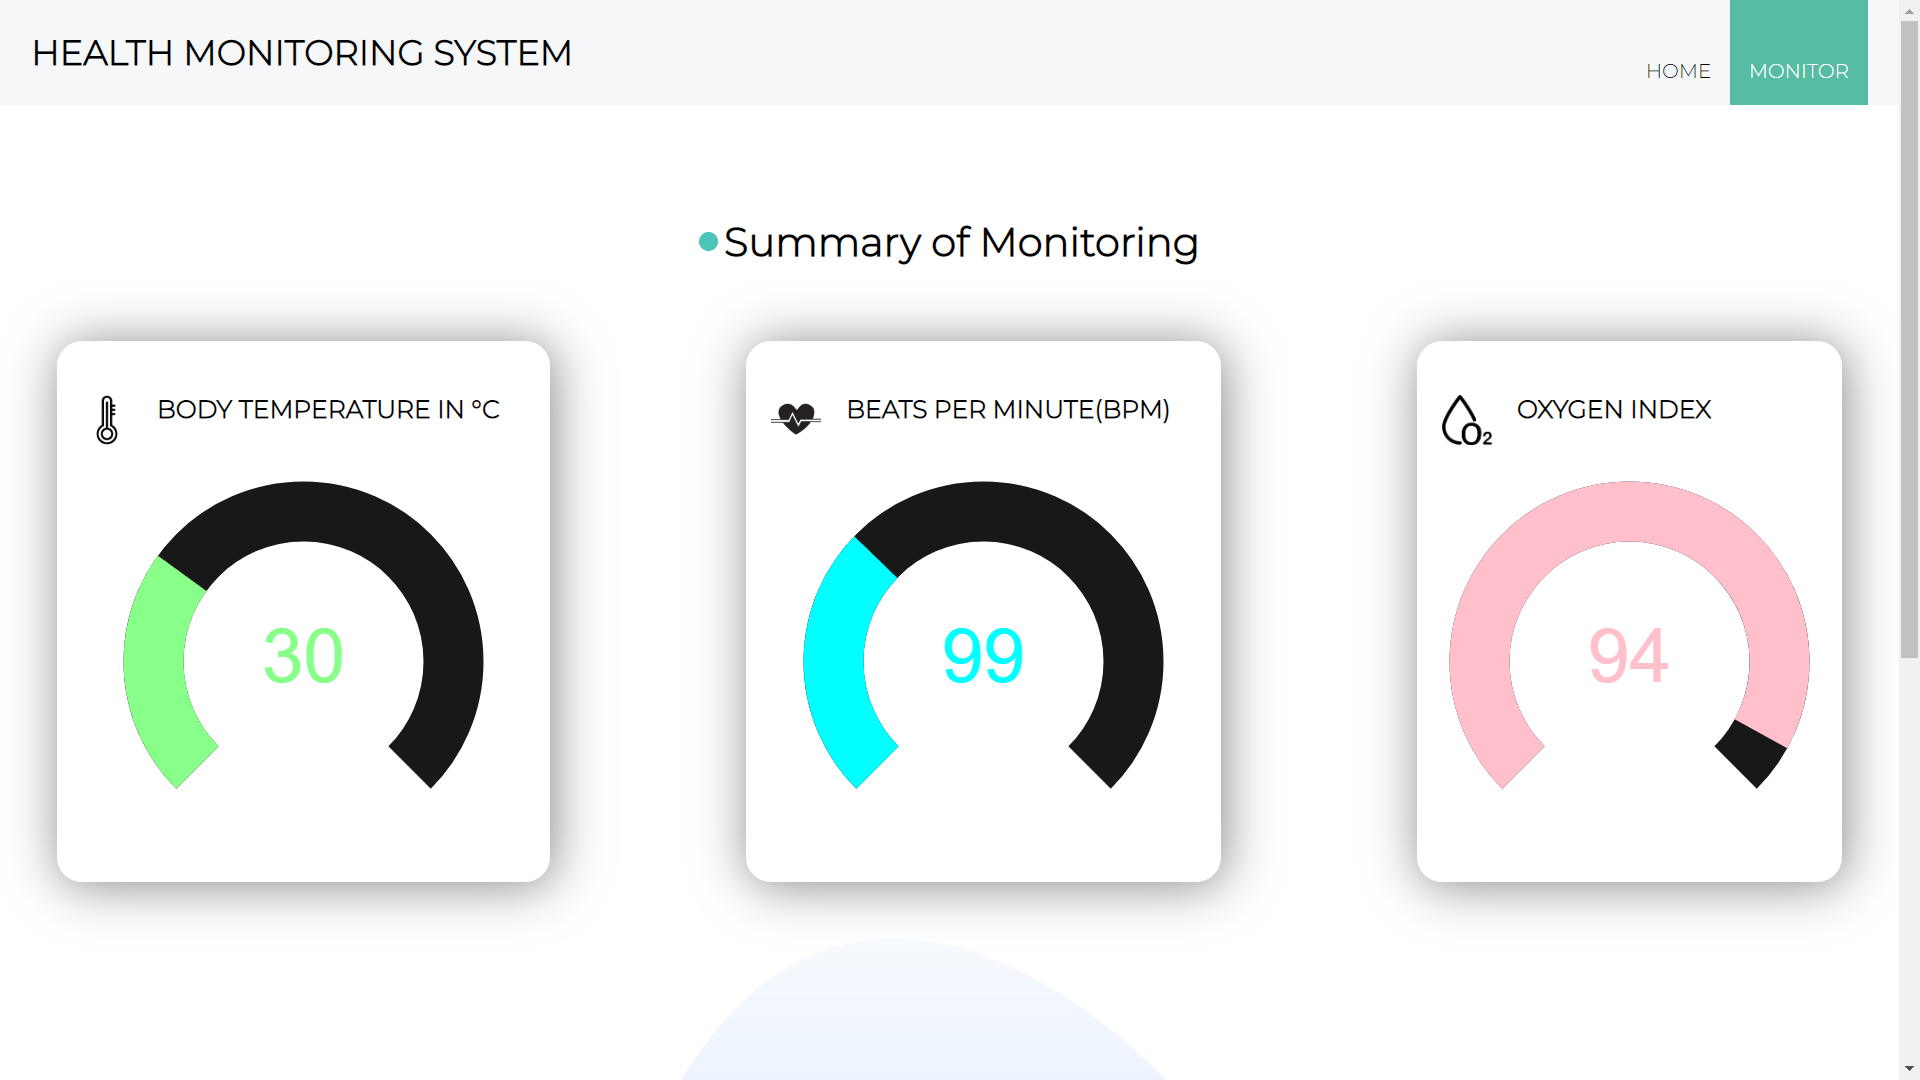 HEALTH MONITORING SYSTEM
HOME
MONITOR
Summary of Monitoring
BODY TEMPERATURE IN °C
30
BEATS PER MINUTE(BPM)
99
O2
OXYGEN INDEX
94